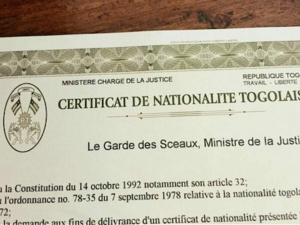 MINISTERE CHARGE DE LA JUSTICE
REPUBLIQUE TOG
TRAVAIL - LIBERTE
CERTIFICAT DE NATIONALITE TOGOLAIS
Le Garde des Sceaux, Ministre de la Justi
u la Constitution du 14 octobre 1992 notamment son article 32;
u l'ordonnance no. 78-35 du 7 septembre 1978 relative à la nationalité togola
72;
la demande aux fins de délivrance d'un certificat de nationalité présentée